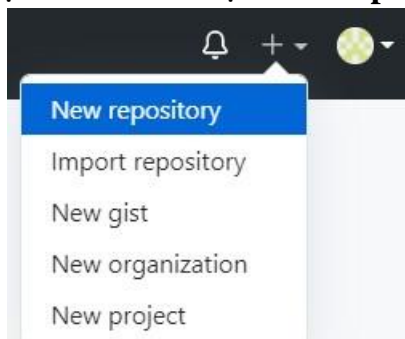 New repository
Import repository
New gist
New organization
New project